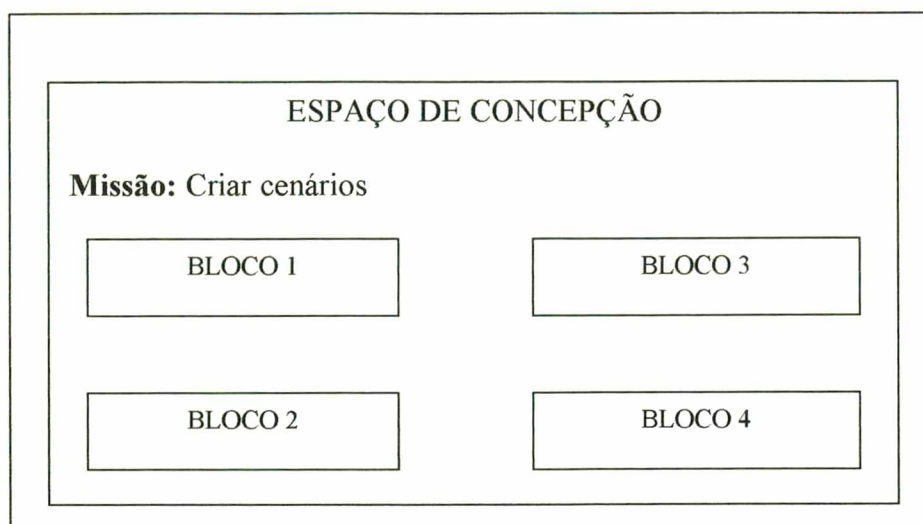 ESPAÇO DE CONCEPÇÃO
Missão: Criar cenários
BLOCO 1
BLOCO 3
BLOCO 2
BLOCO 4